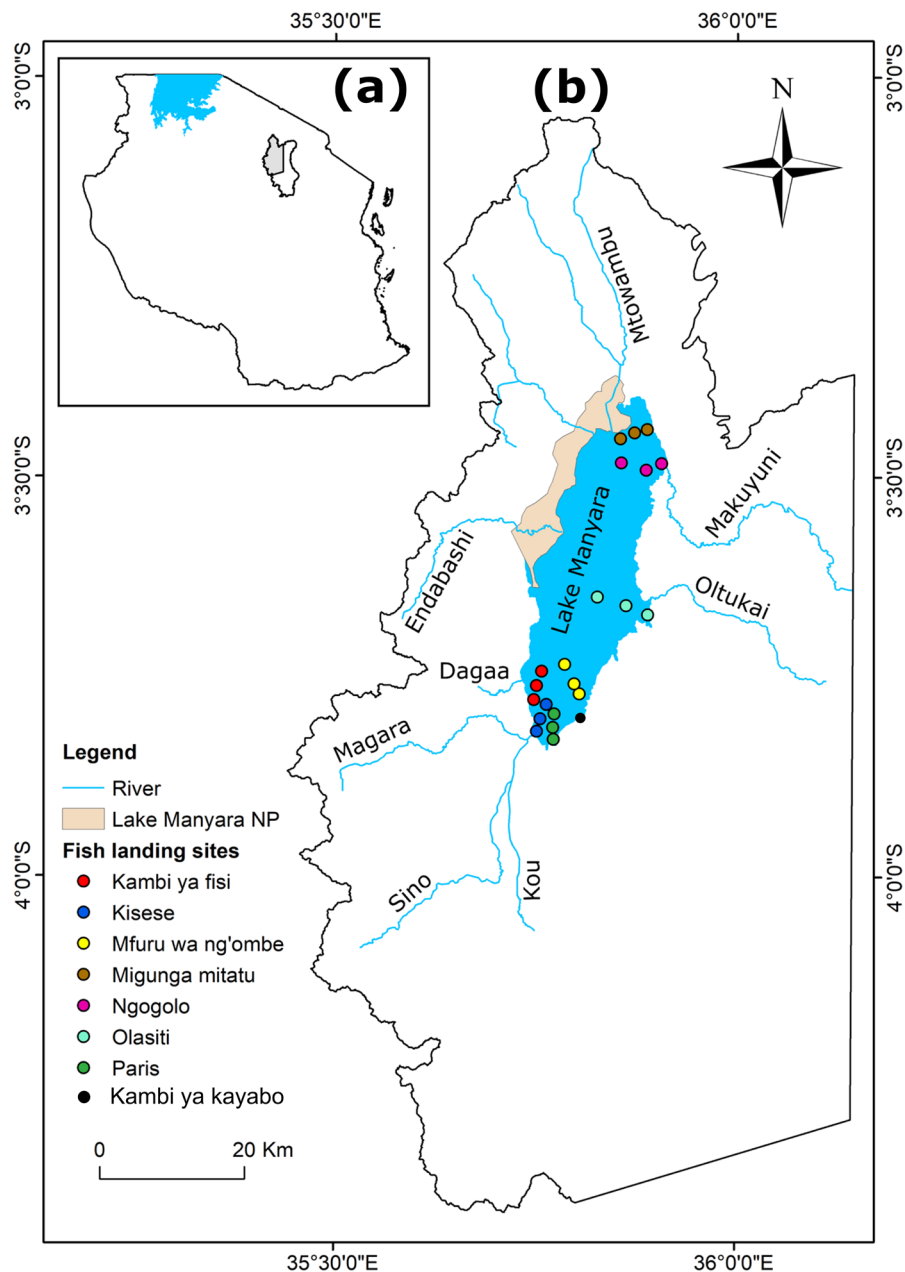 35°30'0"E
36°0'0"E
3°0'0"S
3°0'0"S
(a)
(b)
N
Mtowambu
3°30'0"S
3°30'0"S
Makuyuni
Lake Manyara
Endabashi
Oltukai
Dagaa
Magara
Legend
River
Lake Manyara NP
Fish landing sites
Kambi ya fisi
Kisese
Mfuru wa ng'ombe
Migunga mitatu
Ngogolo
Olasiti
Paris
Kambi ya kayabo
Sino
Kou
4°0'0"S
4°0'0"S
0
20 Km
35°30'0"E
36°0'0"E